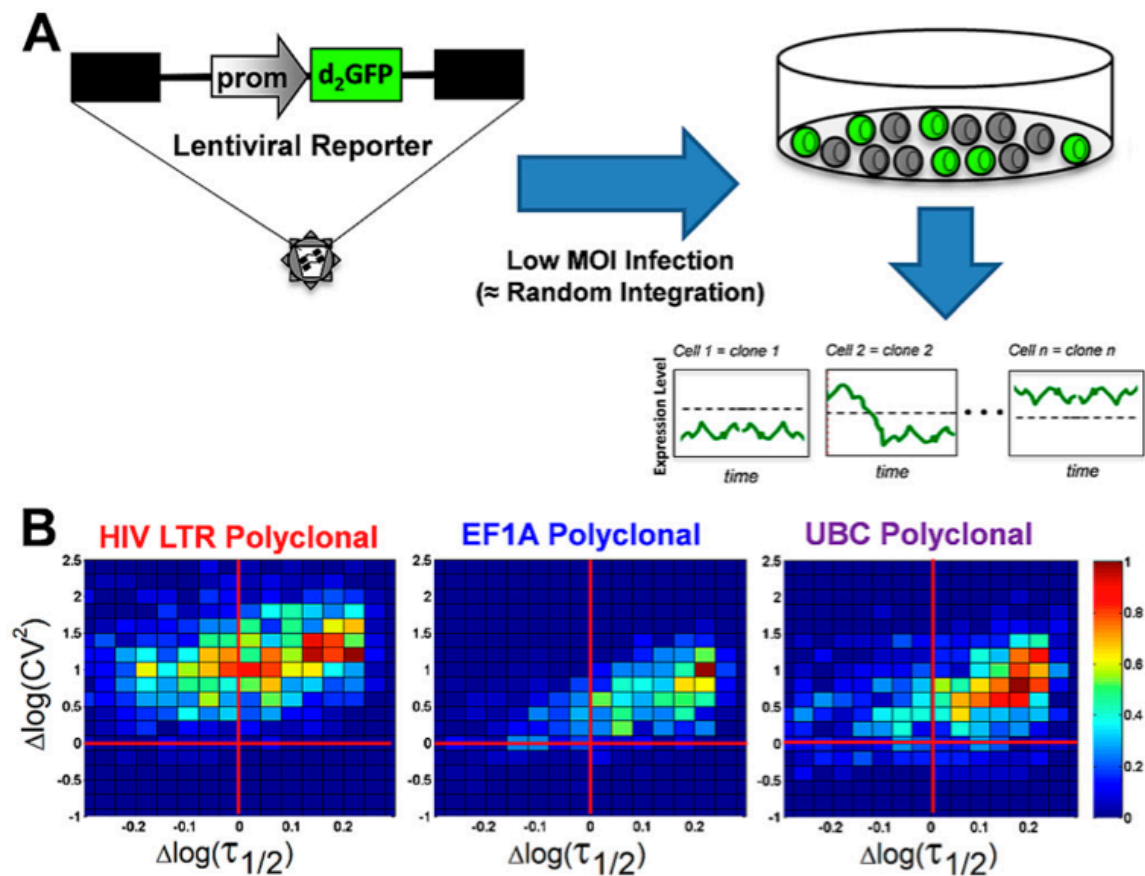 A
prom
d₂GFP
Lentiviral Reporter
Low MOI Infection
(≈ Random Integration)
Cell 1 = clone 1
Cell 2 = clone 2
Cell n = clone n
Expression Level
time
time
time
B
HIV LTR Polyclonal
EF1A Polyclonal
UBC Polyclonal
Δlog(CV²)
2.5
2
1.5
1
0.5
0
-0.5
-1
-0.2
0
0.1
0.2
Δlog(τ1/2)
2.5
2
1.5
1
0.5
0
-0.5
-1
-0.2
-0.1
0
0.1
0.2
Δlog(τ1/2)
2.5
2
1.5
1
0.5
0
-0.5
-1
-0.2
-0.1
0
0.1
0.2
Δlog(τ1/2)
1
0.8
0.6
0.4
0.2
0